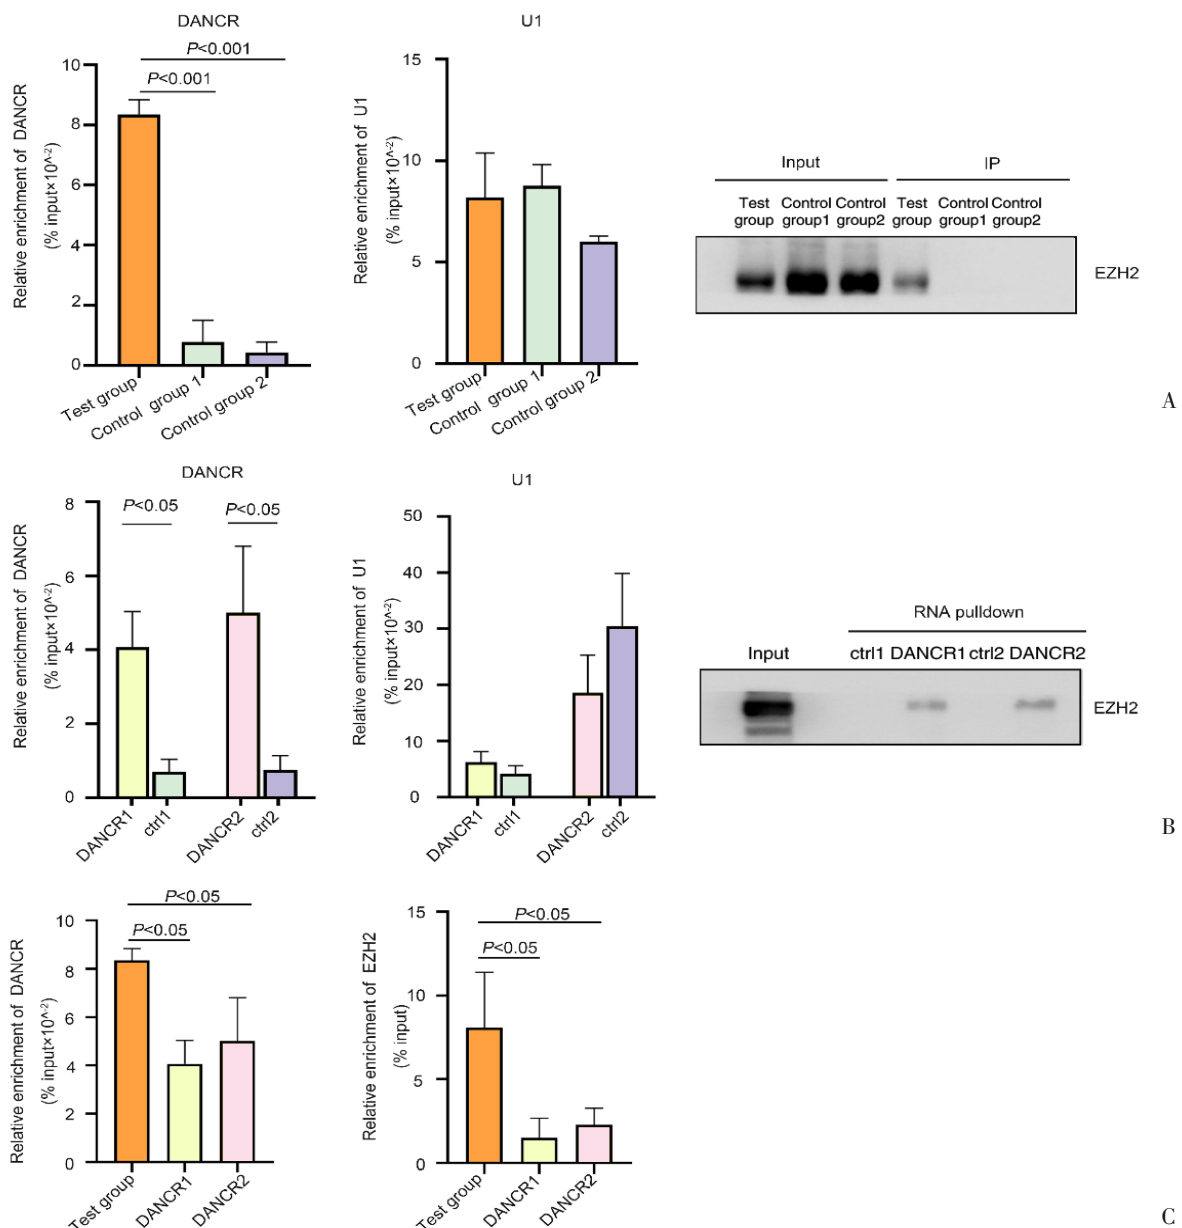 DANCR
P<0.001
P<0.001
Relative enrichment of DANCR
(% input×10^-2)
10
8
6
4
2
0
Test group
Control group 1
Control group 2
U1
Relative enrichment of U1
(% input×10^-2)
15
10
5
0
Test group
Control group 1
Control group 2
Input IP
Test Control Control Test Control Control
group group1 group2 group group1 group2
EZH2
A
DANCR
P<0.05
P<0.05
Relative enrichment of DANCR
(% input×10^-2)
8
6
4
2
0
DANCR1
ctrl1
DANCR2
ctrl2
U1
Relative enrichment of U1
(% input×10^-2)
50
40
30
20
10
0
DANCR1
ctrl1
DANCR2
ctrl2
RNA pulldown
Input ctrl1 DANCR1 ctrl2 DANCR2
EZH2
B
P<0.05
P<0.05
Relative enrichment of DANCR
(% input×10^-2)
10
8
6
4
2
0
Test group
DANCR1
DANCR2
P<0.05
P<0.05
Relative enrichment of EZH2
(% input)
15
10
5
0
Test group
DANCR1
DANCR2
C